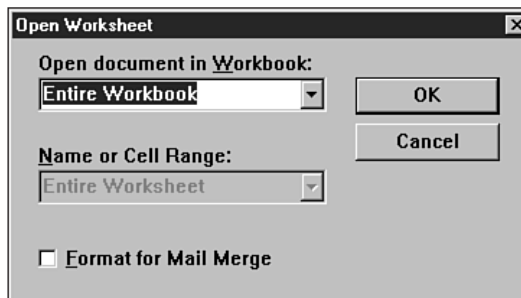 Open Worksheet
Open document in Workbook:
Entire Workbook
OK
Cancel
Name or Cell Range:
Entire Worksheet
Format for Mail Merge